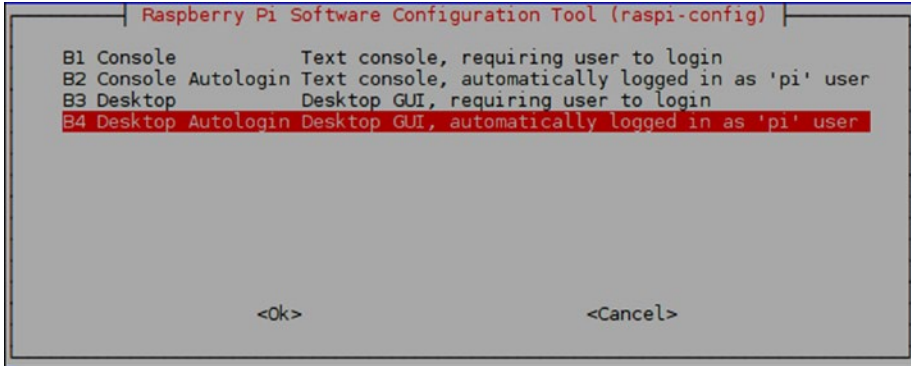 Raspberry Pi Software Configuration Tool (raspi-config)
B1 Console Text console, requiring user to login
B2 Console Autologin Text console, automatically logged in as 'pi' user
B3 Desktop Desktop GUI, requiring user to login
B4 Desktop Autologin Desktop GUI, automatically logged in as 'pi' user
<Ok> <Cancel>